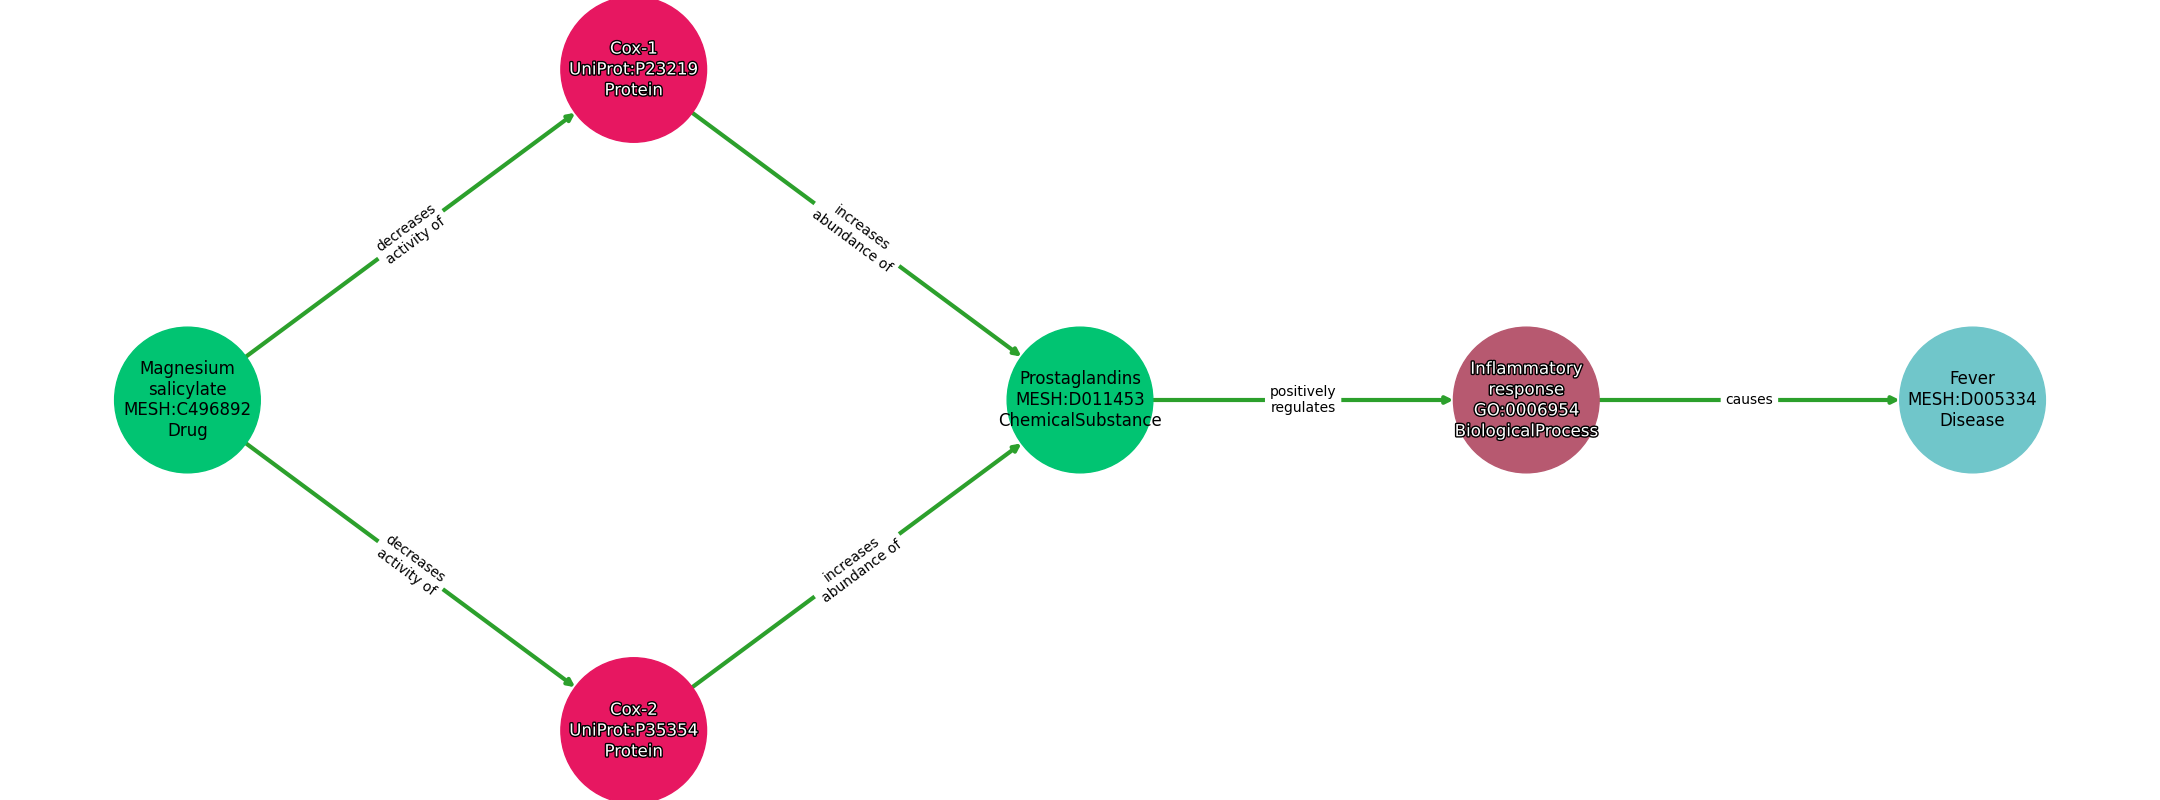 Cox-1
UniProt:P23219
Protein
decreases
activity of
increases
abundance of
Magnesium
salicylate
MESH:C496892
Drug
Prostaglandins
MESH:D011453
ChemicalSubstance
positively
regulates
Inflammatory
response
GO:0006954
BiologicalProcess
causes
Fever
MESH:D005334
Disease
decreases
activity of
increases
abundance of
Cox-2
UniProt:P35354
Protein